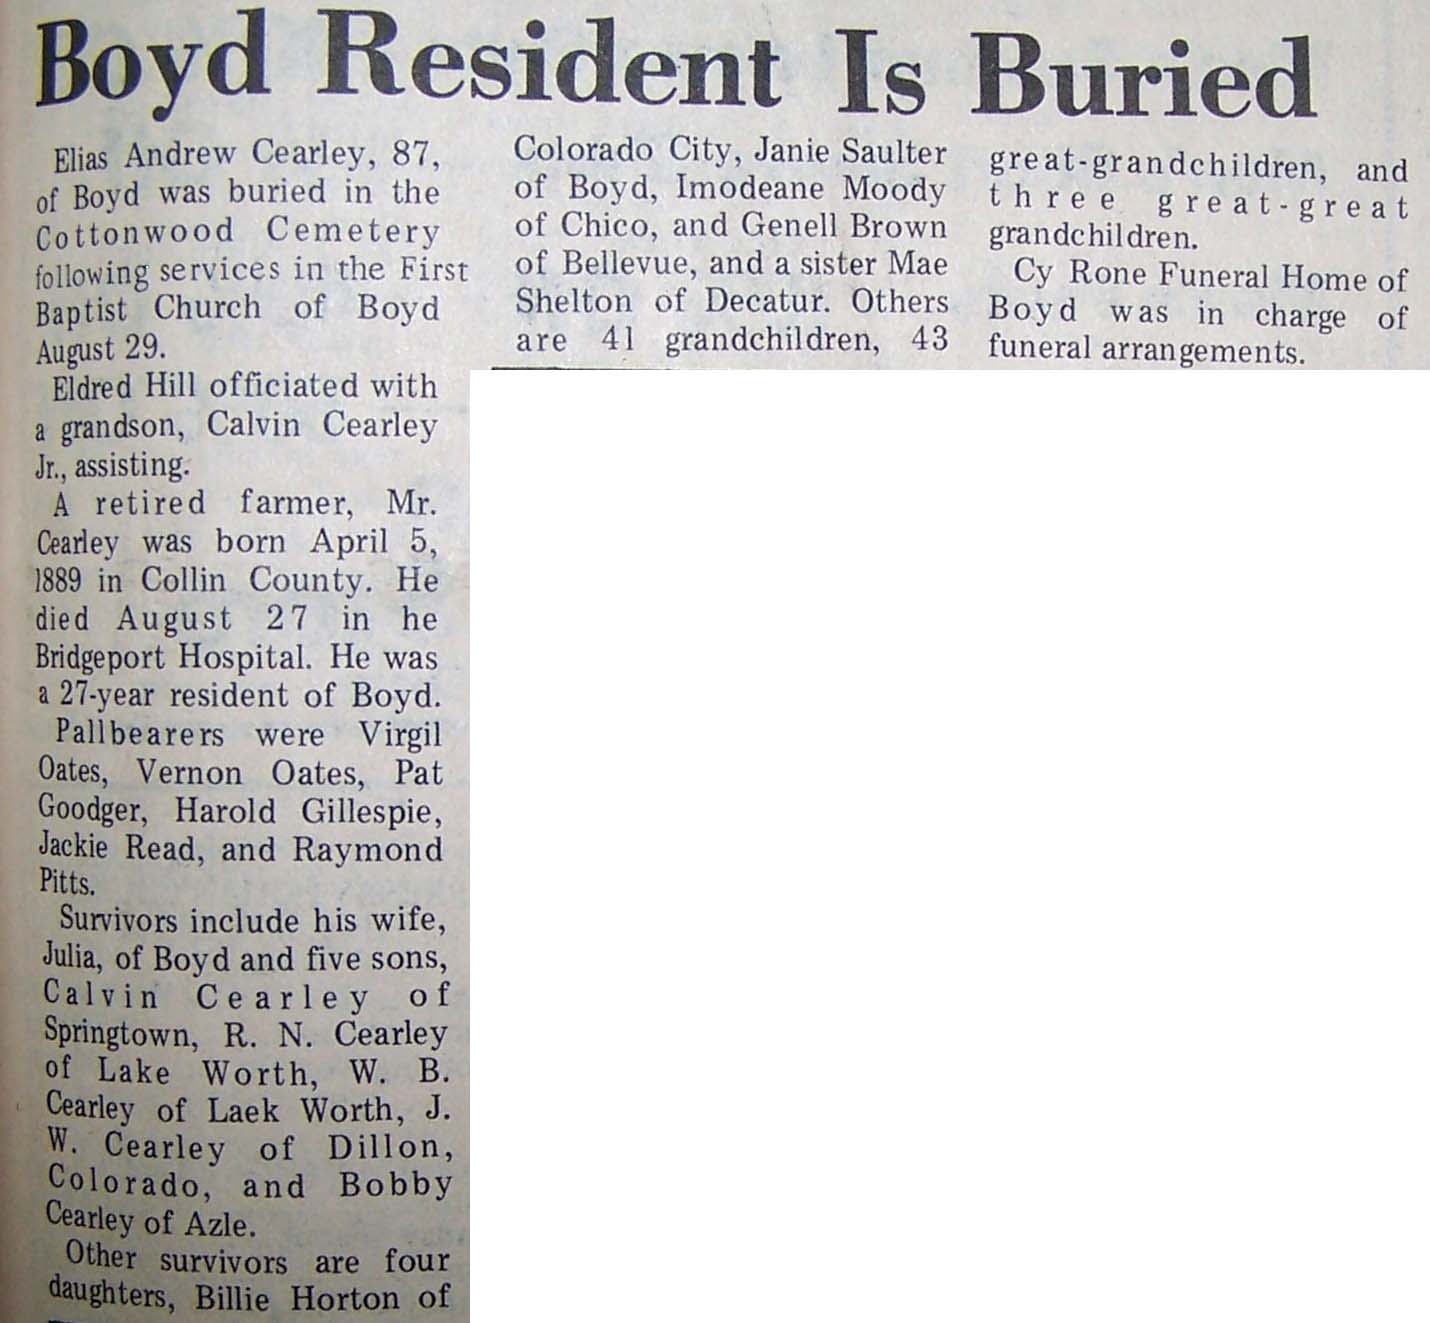 Boyd Resident Is Buried
Elias Andrew Cearley, 87,
of Boyd was buried in the
Cottonwood Cemetery
following services in the First
Baptist Church of Boyd
August 29.
Eldred Hill officiated with
a grandson, Calvin Cearley
Jr., assisting.
A retired farmer, Mr.
Cearley was born April 5,
1889 in Collin County. He
died August 27 in he
Bridgeport Hospital. He was
a 27-year resident of Boyd.
Pallbearers were Virgil
Oates, Vernon Oates, Pat
Goodger, Harold Gillespie,
Jackie Read, and Raymond
Pitts.
Survivors include his wife,
Julia, of Boyd and five sons,
Calvin Cearley of
Springtown, R. N. Cearley
of Lake Worth, W. B.
Cearley of Laek Worth, J.
W. Cearley of Dillon,
Colorado, and Bobby
Cearley of Azle.
Other survivors are four
daughters, Billie Horton of
Colorado City, Janie Saulter
of Boyd, Imodeane Moody
of Chico, and Genell Brown
of Bellevue, and a sister Mae
Shelton of Decatur. Others
are 41 grandchildren, 43
great-grandchildren, and
three great-great
grandchildren.
Cy Rone Funeral Home of
Boyd was in charge of
funeral arrangements.